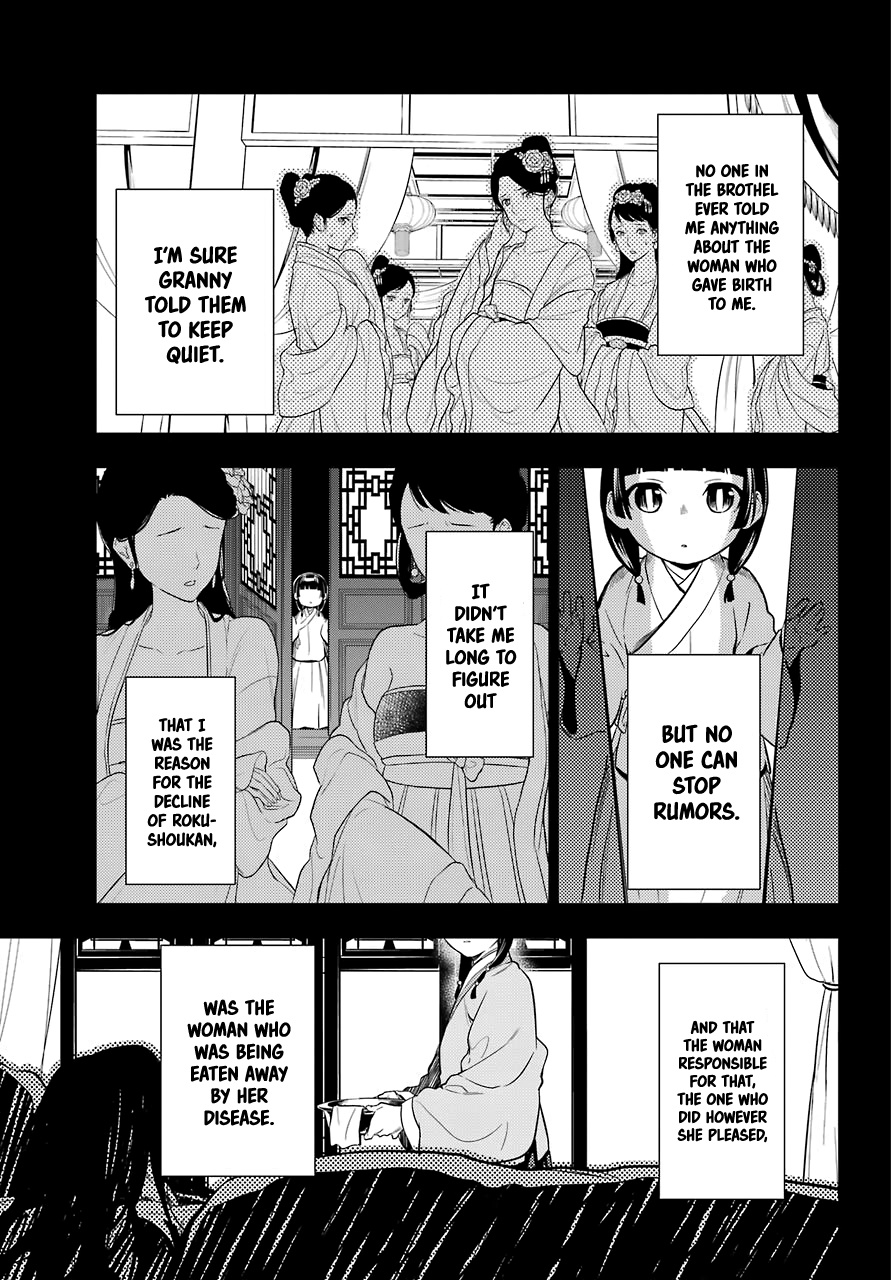 NO ONE IN
THE BROTHEL
EVER TOLD
ME ANYTHING
ABOUT THE
WOMAN WHO
GAVE BIRTH
TO ME.
I'M SURE
GRANNY
TOLD THEM
TO KEEP
QUIET.
BUT NO
ONE CAN
STOP
RUMORS.
IT
DIDN'T
TAKE ME
LONG TO
FIGURE
OUT
THAT I
WAS THE
REASON
FOR THE
DECLINE
OF ROKU-
SHOUKAN,
AND THAT
THE WOMAN
RESPONSIBLE
FOR THAT,
THE ONE WHO
DID HOWEVER
SHE PLEASED,
WAS THE
WOMAN WHO
WAS BEING
EATEN AWAY
BY HER
DISEASE.